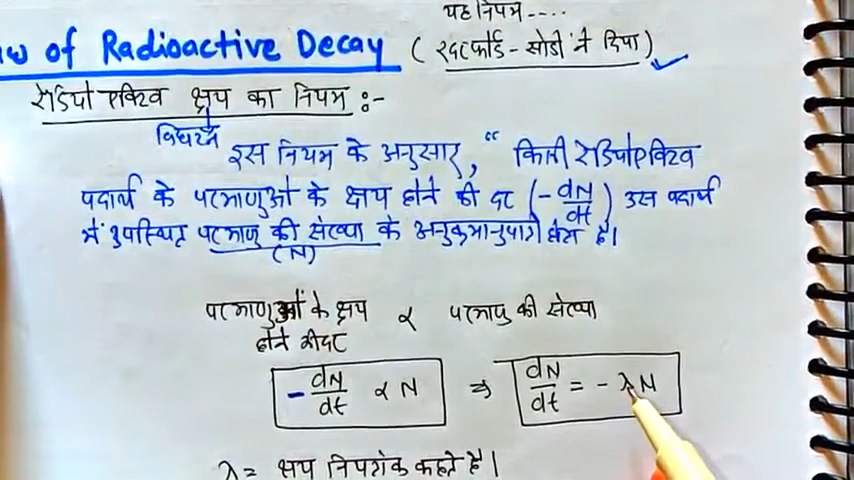 यह नियम....
of Radioactive Decay ( रदरफोर्ड - सोडी ने दिया )
रेडियो एक्टिव क्षय का नियम :-
विघटन
इस नियम के अनुसार, “ किसी रेडियोएक्टिव
पदार्थ के परमाणुओ के क्षय होने की दर (-dN/dt) उस पदार्थ
में उपस्थित परमाणु की संख्या के अनुक्रमानुपाती होता है।
(N)
परमाणुओं के क्षय ∝ परमाणु की संख्या
होने की दर
-dN/dt ∝ N ⇒ dN/dt = -λN
λ = क्षय नियतांक कहते है।